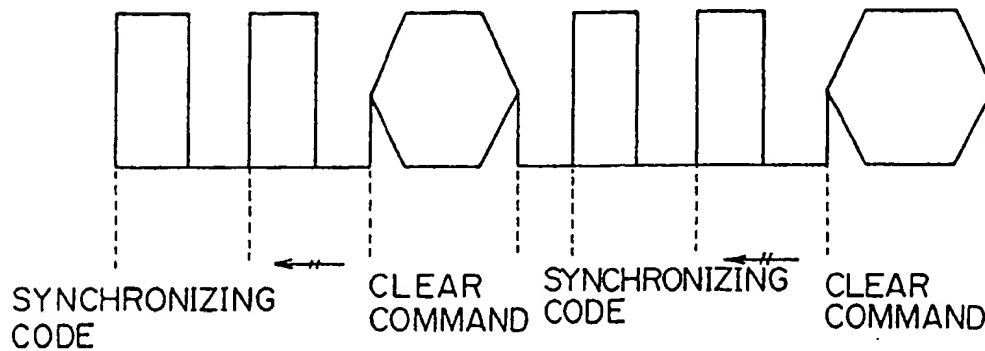 SYNCHRONIZING
CODE
CLEAR
COMMAND
SYNCHRONIZING
CODE
CLEAR
COMMAND